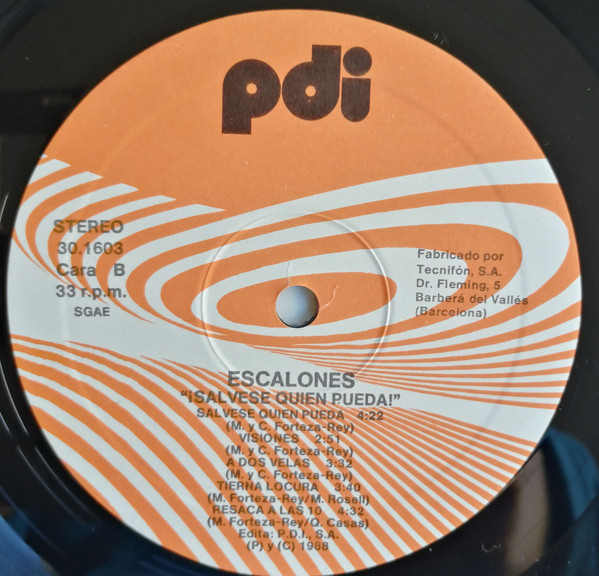 pdi
STEREO
30.1603
Cara B
33 r.p.m.
SGAE
Fabricado por
Tecnifón, S.A.
Dr. Fleming, 5
Barberá del Vallés
(Barcelona)
ESCALONES
"¡SALVESE QUIEN PUEDA!"
SALVESE QUIEN PUEDA 4:22
(M. y C. Forteza-Rey)
VISIONES 2:51
(M. y C. Forteza-Rey)
A DOS VELAS 3:32
(M. y C. Forteza-Rey)
TIERNA LOCURA 3:40
(M. Forteza-Rey/M. Rosell)
RESACA A LAS 10 4:32
(M. Forteza-Rey/Q. Casas)
Edita: P.D.I., S.A.
(P) y (C) 1988